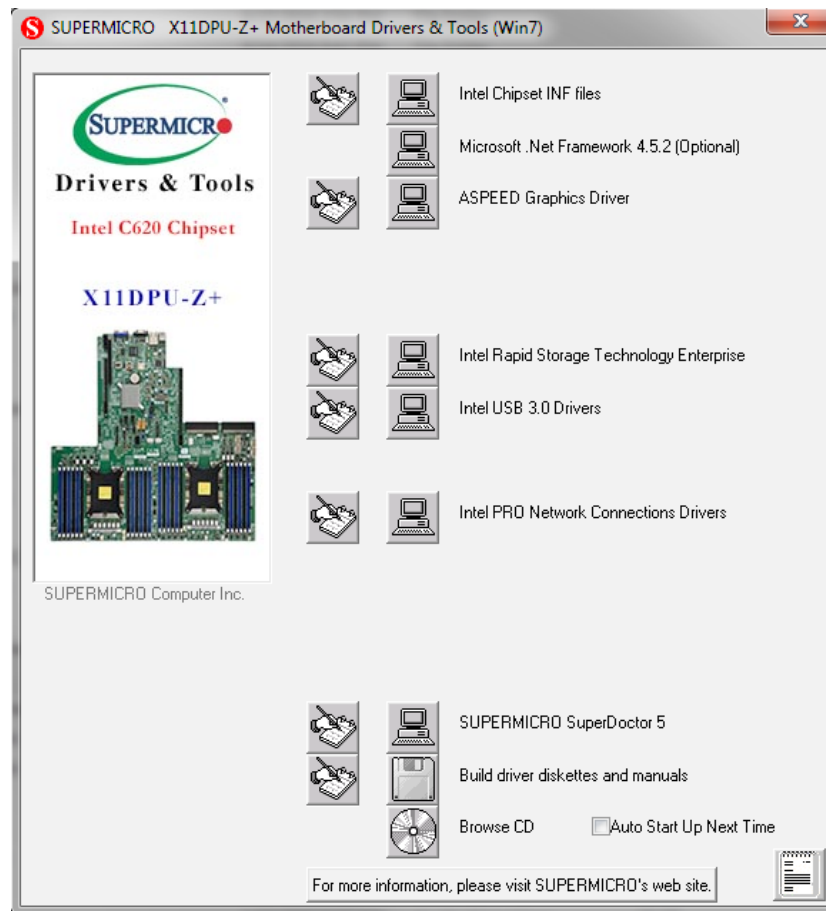 SUPERMICRO X11DPU-Z+ Motherboard Drivers & Tools (Win7)
SUPERMICRO
Drivers & Tools
Intel C620 Chipset
X11DPU-Z+
SUPERMICRO Computer Inc.
Intel Chipset INF files
Microsoft .Net Framework 4.5.2 (Optional)
ASPEED Graphics Driver
Intel Rapid Storage Technology Enterprise
Intel USB 3.0 Drivers
Intel PRO Network Connections Drivers
SUPERMICRO SuperDoctor 5
Build driver diskettes and manuals
Browse CD
Auto Start Up Next Time
For more information, please visit SUPERMICRO's web site.